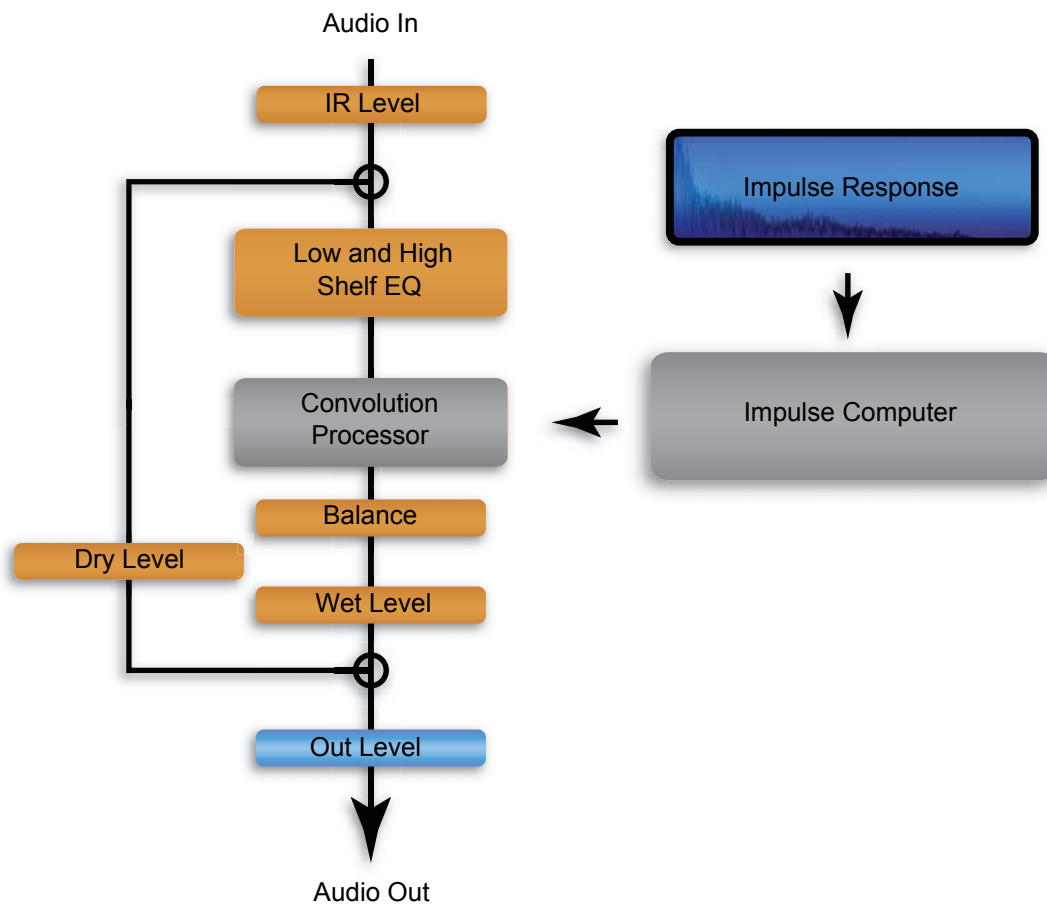 Audio In
IR Level
Impulse Response
Low and High
Shelf EQ
Convolution
Processor
Impulse Computer
Balance
Dry Level
Wet Level
Out Level
Audio Out